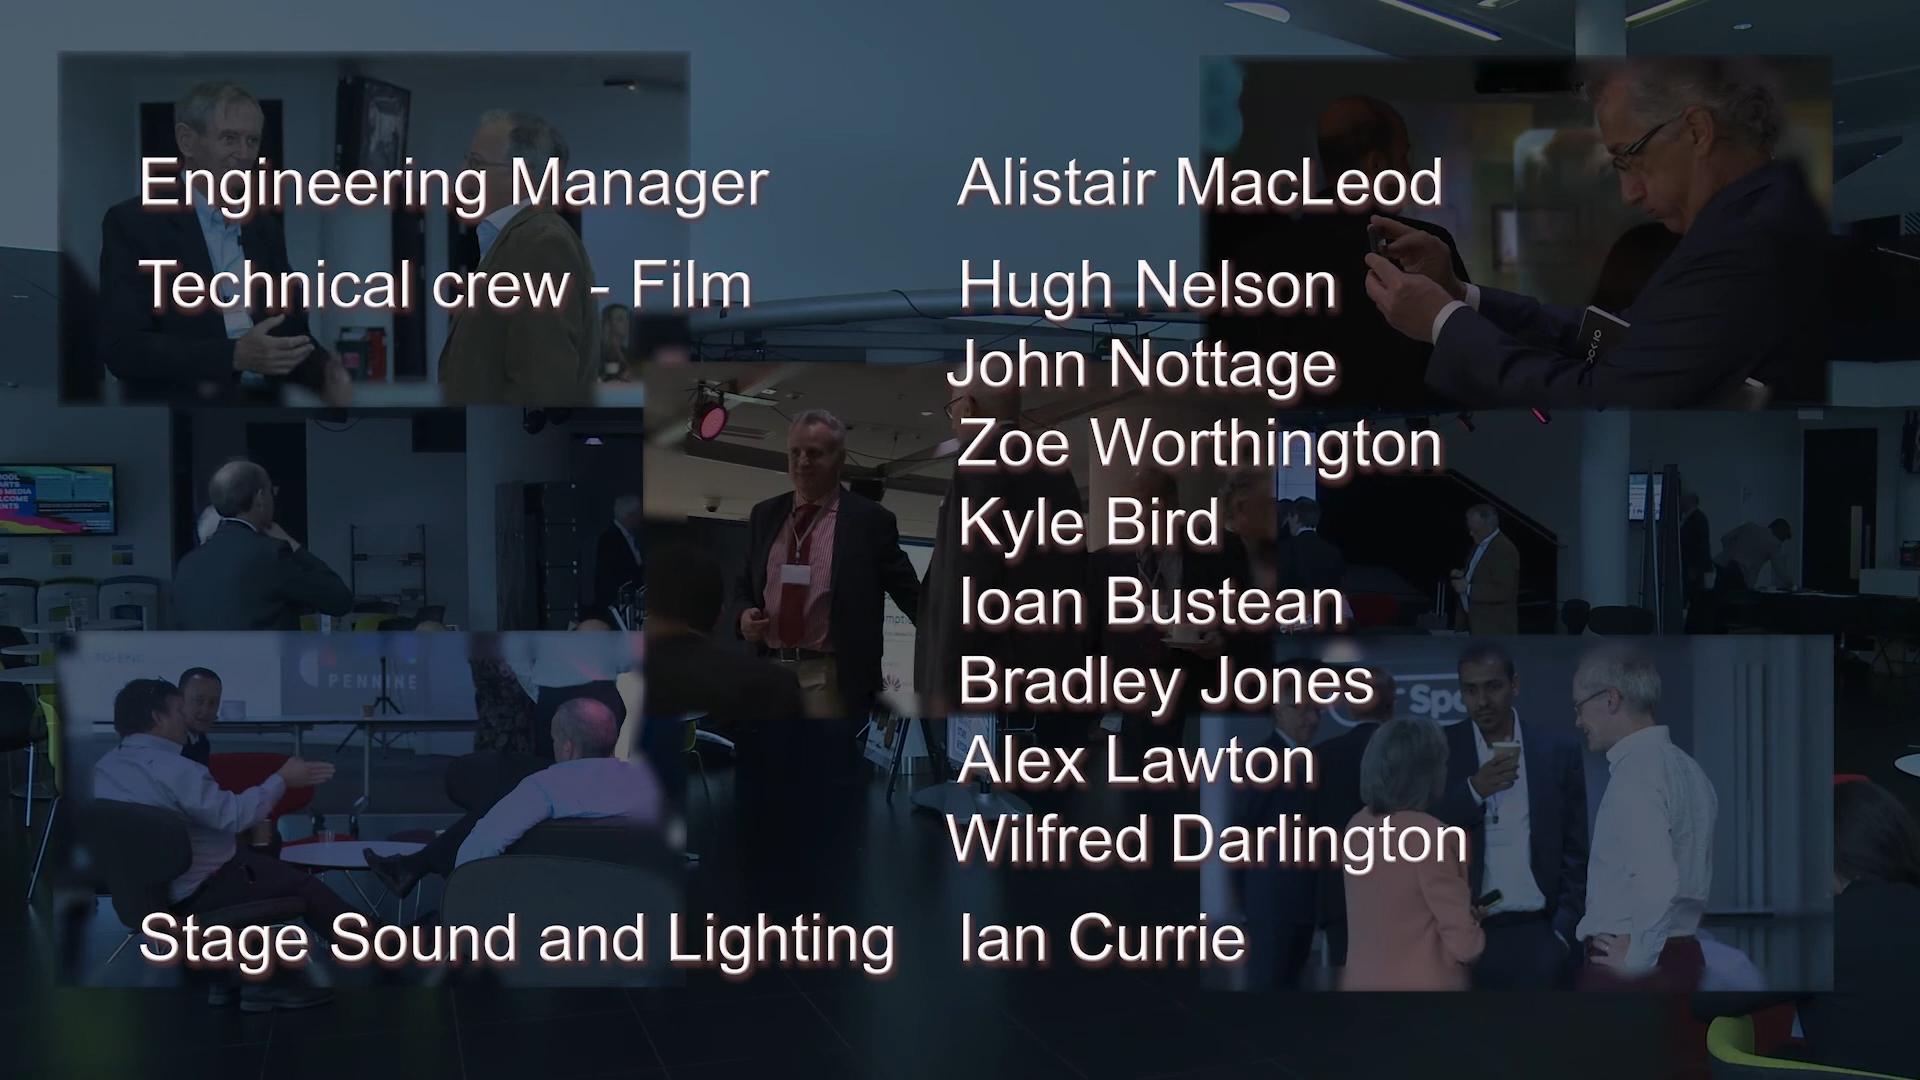 Engineering Manager Alistair MacLeod
Technical crew - Film Hugh Nelson
John Nottage
Zoe Worthington
Kyle Bird
Ioan Bustean
Bradley Jones
Alex Lawton
Wilfred Darlington
Stage Sound and Lighting Ian Currie
PENNINE